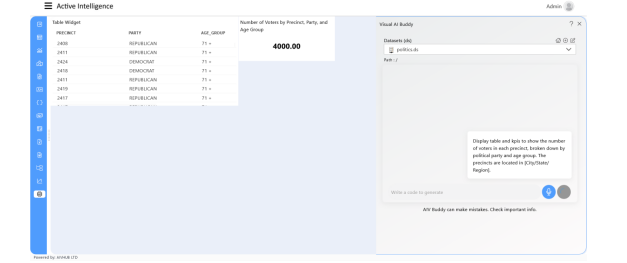 Active Intelligence
Admin
Table Widget
PRECINCT PARTY AGE_GROUP
2408 REPUBLICAN 71 +
2411 REPUBLICAN 71 +
2424 DEMOCRAT 71 +
2418 DEMOCRAT 71 +
2411 REPUBLICAN 71 +
2419 REPUBLICAN 71 +
2417 REPUBLICAN 71 +
Number of Voters by Precinct, Party, and
Age Group
4000.00
Visual AI Buddy
? ×
Datasets (ds)
politics.ds
Path : /
Display table and kpis to show the number
of voters in each precinct, broken down by
political party and age group. The
precincts are located in [City/State/
Region].
Write a code to generate
AIV Buddy can make mistakes. Check important info.
Powered by: AIVHUB LTD